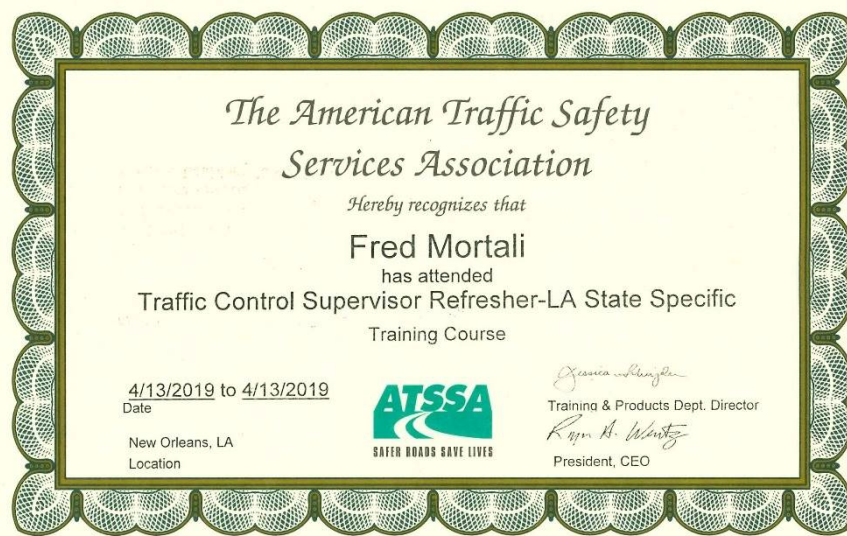 The American Traffic Safety
Services Association
Hereby recognizes that
Fred Mortali
has attended
Traffic Control Supervisor Refresher-LA State Specific
Training Course
4/13/2019 to 4/13/2019
Date
New Orleans, LA
Location
ATSSA
SAFER ROADS SAVE LIVES
Jessica
Training & Products Dept. Director
A. Wentz
President, CEO